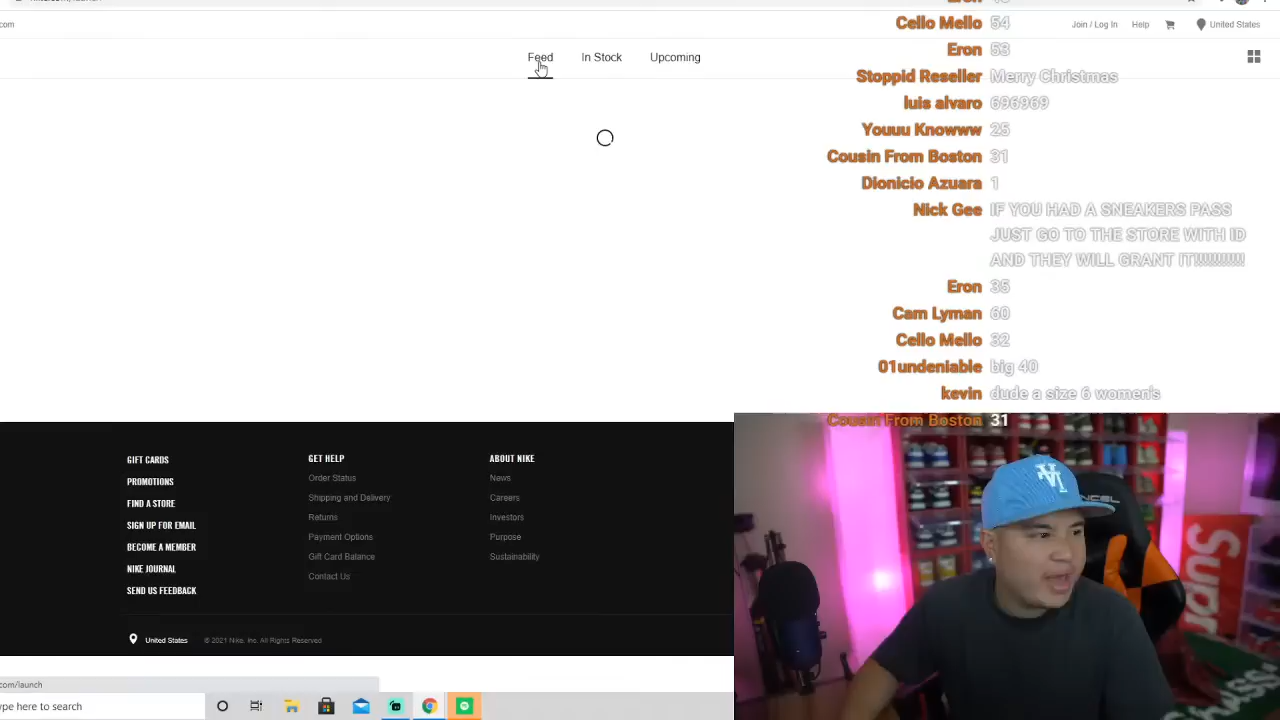 .com
Join / Log In Help United States
Feed In Stock Upcoming
Cello Mello 54
Eron 53
Stoppid Reseller Merry Christmas
luis alvaro 696969
Youuu Knowww 25
Cousin From Boston 31
Dionicio Azuara 1
Nick Gee IF YOU HAD A SNEAKERS PASS
JUST GO TO THE STORE WITH ID
AND THEY WILL GRANT IT!!!!!!!!!!!
Eron 35
Cam Lyman 60
Cello Mello 32
01undeniable big 40
kevin dude a size 6 women's
Cousin From Boston 31
GIFT CARDS
PROMOTIONS
FIND A STORE
SIGN UP FOR EMAIL
BECOME A MEMBER
NIKE JOURNAL
SEND US FEEDBACK
GET HELP
Order Status
Shipping and Delivery
Returns
Payment Options
Gift Card Balance
Contact Us
ABOUT NIKE
News
Careers
Investors
Purpose
Sustainability
United States © 2021 Nike, Inc. All Rights Reserved
.com/launch
ype here to search